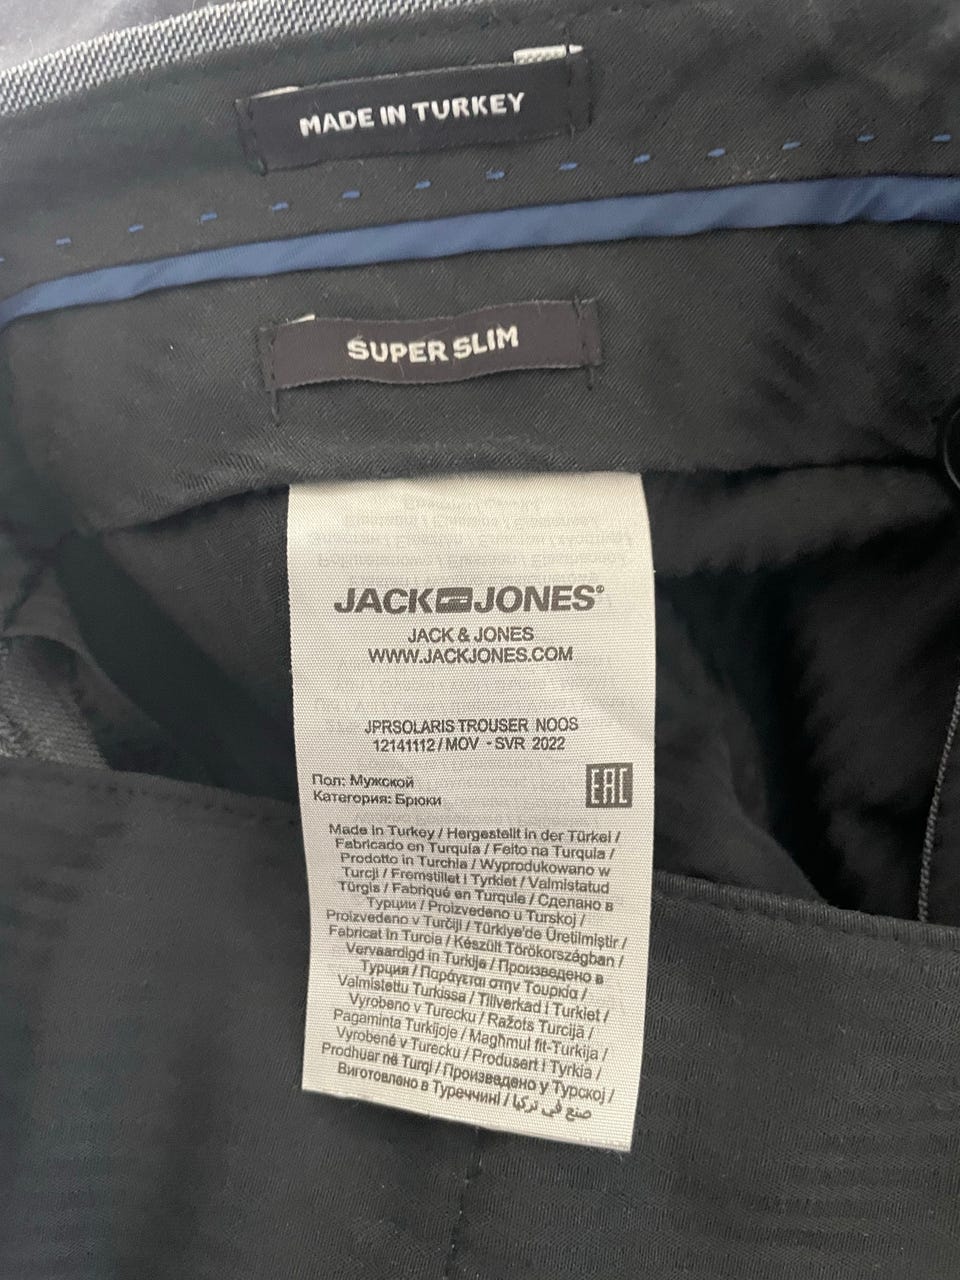 MADE IN TURKEY
SUPER SLIM
JACK JONES®
JACK & JONES
WWW.JACKJONES.COM
JPRSOLARIS TROUSER NOOS
12141112 / MOV - SVR 2022
Пол: Мужской
Категория: Брюки
EAC
Made in Turkey / Hergestellt in der Türkei /
Fabricado en Turquía / Feito na Turquia /
Prodotto in Turchia / Wyprodukowano w
Turcji / Fremstillet i Tyrkiet / Valmistatud
Türgis / Fabriqué en Turquie / Сделано в
Турции / Proizvedeno u Turskoj /
Proizvedeno v Turčiji / Türkiye'de Üretilmiştir /
Fabricat în Turcia / Készült Törökországban /
Vervaardigd in Turkije / Произведено в
Турция / Παράγεται στην Τουρκία /
Valmistettu Turkissa / Tillverkad i Turkiet /
Vyrobeno v Turecku / Ražots Turcijā /
Pagaminta Turkijoje / Magħmul fit-Turkija /
Vyrobené v Turecku / Produsert i Tyrkia /
Prodhuar në Turqi / Произведено у Турској /
Виготовлено в Туреччині / صنع في تركيا